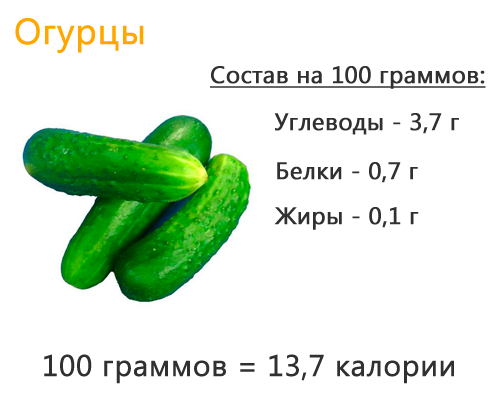 Огурцы
Состав на 100 граммов:
Углеводы - 3,7 г
Белки - 0,7 г
Жиры - 0,1 г
100 граммов = 13,7 калории